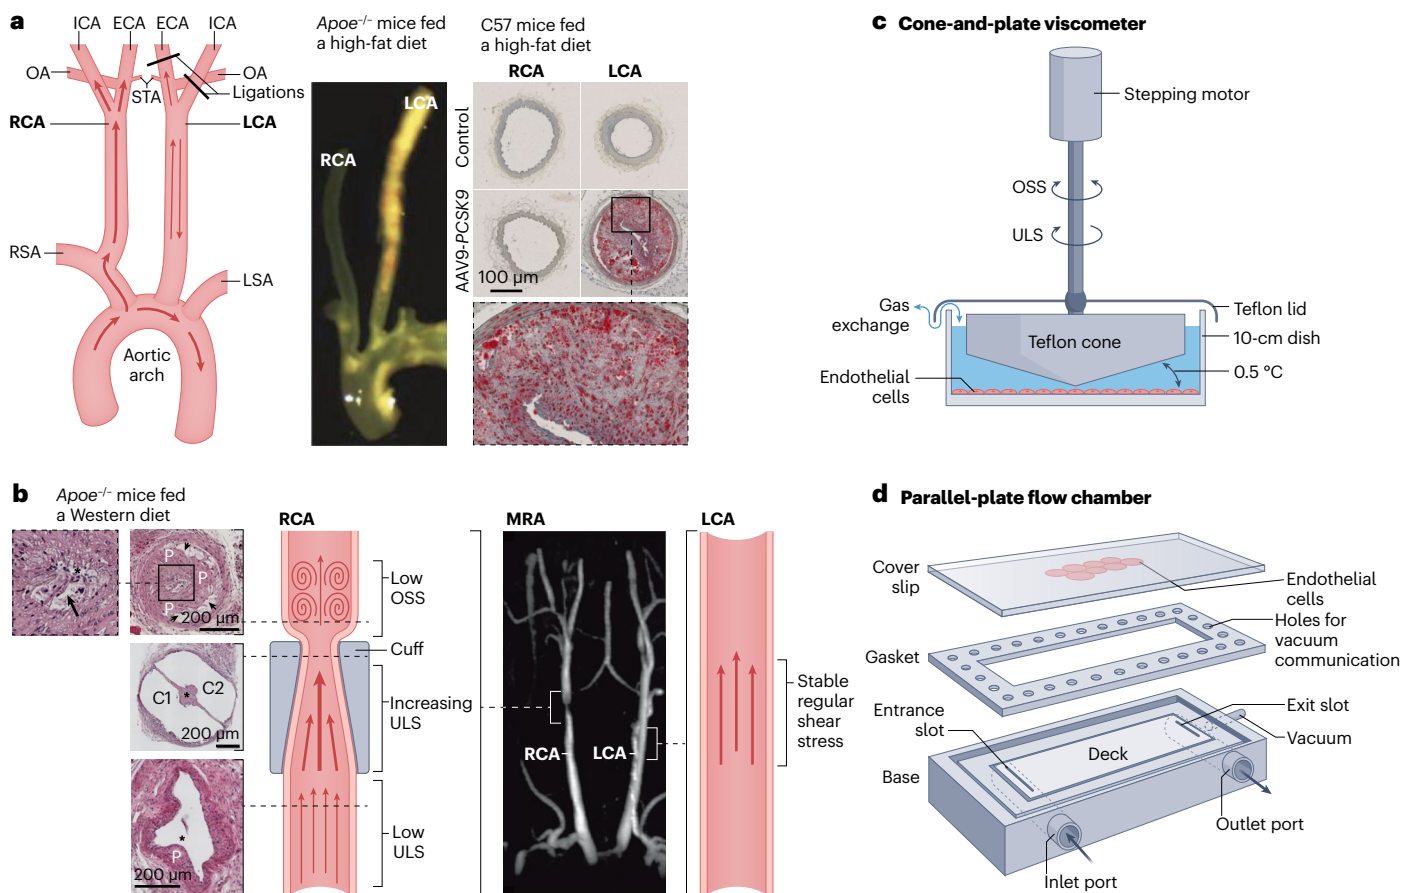 a
ICA ECA ECA ICA
OA
OA
STA
Ligations
RCA
LCA
RSA
LSA
Aortic
arch
Apoe–/– mice fed
a high-fat diet
LCA
RCA
C57 mice fed
a high-fat diet
RCA LCA
Control
AAV9-PCSK9
100 µm
b
Apoe–/– mice fed
a Western diet
P
P
P
*
200 µm
C1 * C2
200 µm
*
P
200 µm
RCA
Low
OSS
Cuff
Increasing
ULS
Low
ULS
MRA
RCA LCA
LCA
Stable
regular
shear
stress
c Cone-and-plate viscometer
Stepping motor
OSS
ULS
Gas
exchange
Teflon lid
10-cm dish
Teflon cone
0.5 °C
Endothelial
cells
d Parallel-plate flow chamber
Cover
slip
Endothelial
cells
Holes for
vacuum
communication
Gasket
Entrance
slot
Exit slot
Vacuum
Deck
Base
Outlet port
Inlet port